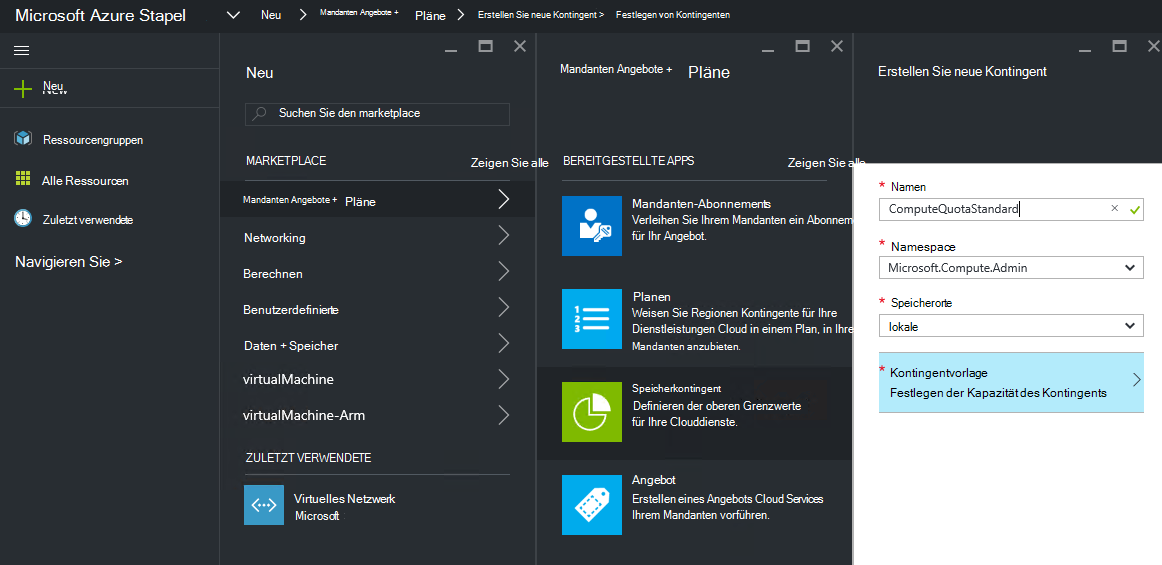 Microsoft Azure Stapel Neu Mandanten Angebote + Pläne Erstellen Sie neue Kontingent > Festlegen von Kontingenten
Neu
Ressourcengruppen
Alle Ressourcen
Zuletzt verwendete
Navigieren Sie >
Neu
Suchen Sie den marketplace
MARKETPLACE Zeigen Sie alle
Mandanten Angebote + Pläne
Networking
Berechnen
Benutzerdefinierte
Daten + Speicher
virtualMachine
virtualMachine-Arm
ZULETZT VERWENDETE
Virtuelles Netzwerk
Microsoft
Mandanten Angebote + Pläne
BEREITGESTELLTE APPS Zeigen Sie alle
Mandanten-Abonnements
Verleihen Sie Ihrem Mandanten ein Abonnem
für Ihr Angebot.
Planen
Weisen Sie Regionen Kontingente für Ihre
Dienstleistungen Cloud in einem Plan, in Ihre
Mandanten anzubieten.
Speicherkontingent
Definieren der oberen Grenzwerte
für Ihre Clouddienste.
Angebot
Erstellen eines Angebots Cloud Services
Ihrem Mandanten vorführen.
Erstellen Sie neue Kontingent
* Namen
ComputeQuotaStandard
* Namespace
Microsoft.Compute.Admin
* Speicherorte
lokale
* Kontingentvorlage
Festlegen der Kapazität des Kontingents